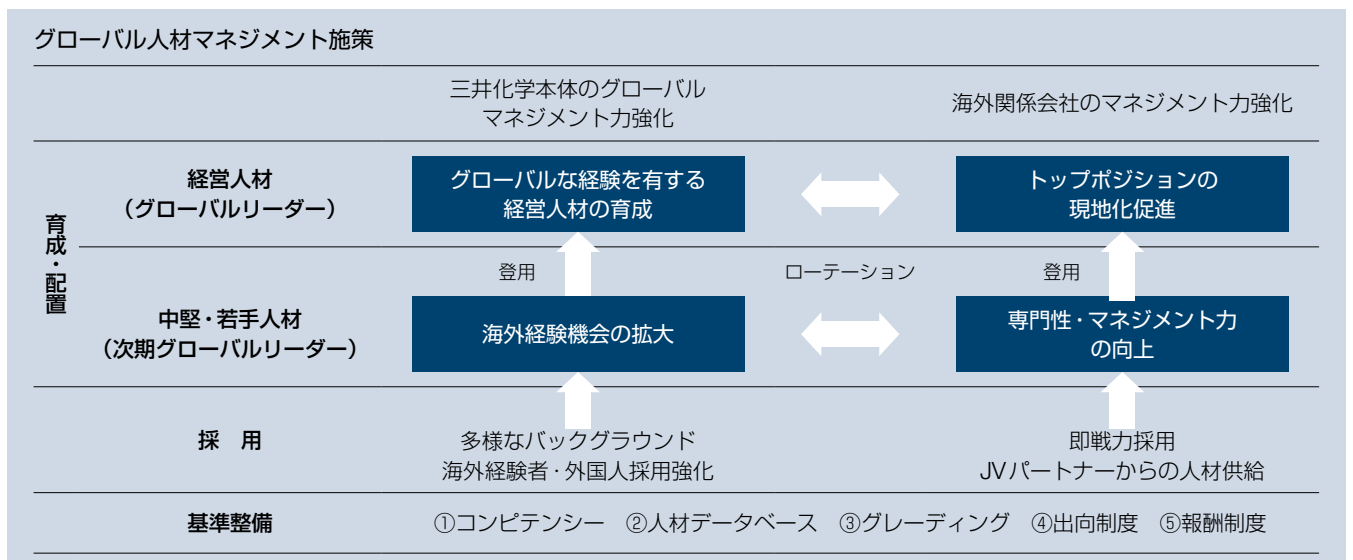 グローバル人材マネジメント施策
三井化学本体のグローバル
マネジメント力強化
海外関係会社のマネジメント力強化
育成・配置
経営人材
（グローバルリーダー）
グローバルな経験を有する
経営人材の育成
トップポジションの
現地化促進
登用
ローテーション
登用
中堅・若手人材
（次期グローバルリーダー）
海外経験機会の拡大
専門性・マネジメント力
の向上
採　用
多様なバックグラウンド
海外経験者・外国人採用強化
即戦力採用
JVパートナーからの人材供給
基準整備
①コンピテンシー　②人材データベース　③グレーディング　④出向制度　⑤報酬制度